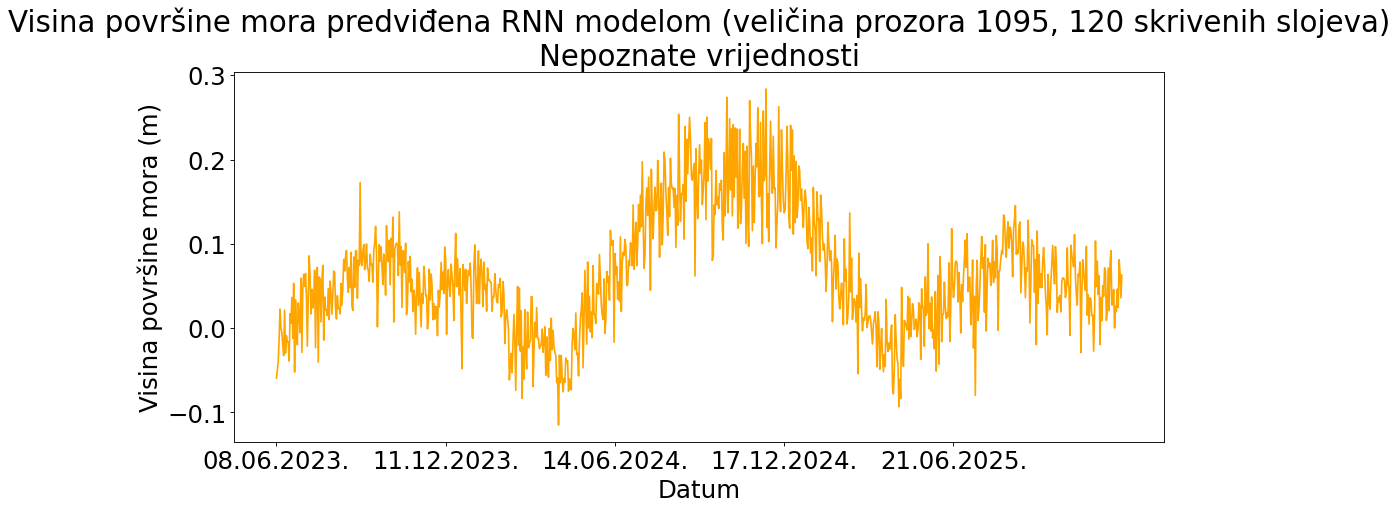 Visina površine mora predviđena RNN modelom (veličina prozora 1095, 120 skrivenih slojeva)
Nepoznate vrijednosti
Visina površine mora (m)
0.3
0.2
0.1
0.0
−0.1
08.06.2023. 11.12.2023. 14.06.2024. 17.12.2024. 21.06.2025.
Datum